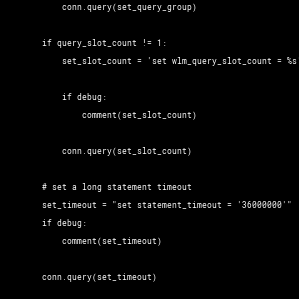 conn.query(set_query_group)
if query_slot_count != 1:
set_slot_count = 'set wlm_query_slot_count = %s
if debug:
comment(set_slot_count)
conn.query(set_slot_count)
# set a long statement timeout
set_timeout = "set statement_timeout = '36000000'"
if debug:
comment(set_timeout)
conn.query(set_timeout)